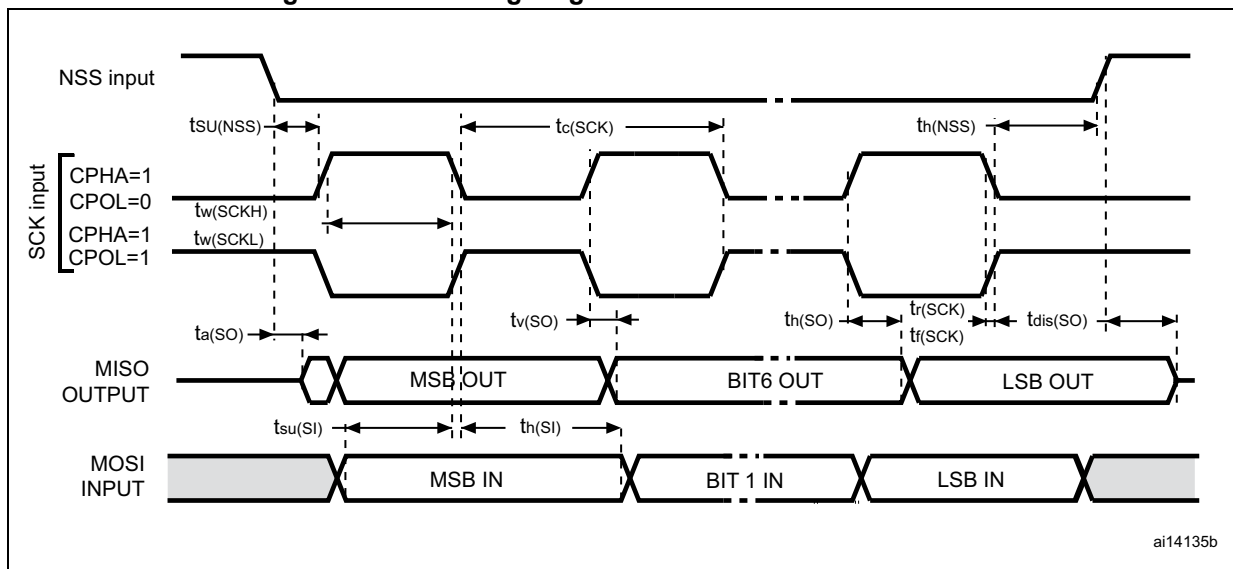 NSS input
tSU(NSS)
tc(SCK)
th(NSS)
SCK input
CPHA=1
CPOL=0
tw(SCKH)
CPHA=1
tw(SCKL)
CPOL=1
ta(SO)
tv(SO)
th(SO)
tr(SCK)
tf(SCK)
tdis(SO)
MISO
OUTPUT
MSB OUT
BIT6 OUT
LSB OUT
tsu(SI)
th(SI)
MOSI
INPUT
MSB IN
BIT 1 IN
LSB IN
ai14135b